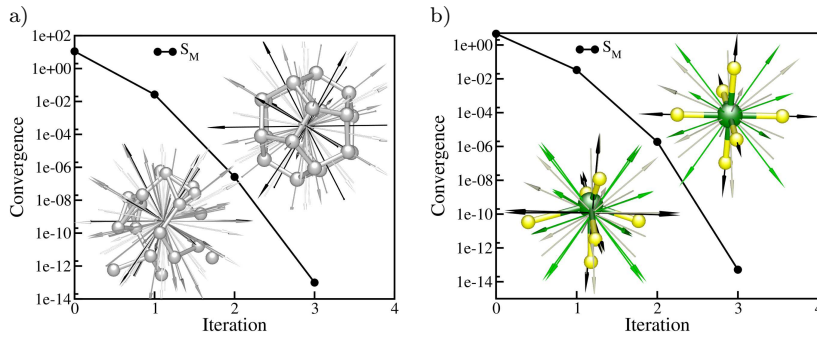 a)
1e+02
1e+00
1e-02
1e-04
1e-06
1e-08
1e-10
1e-12
1e-14
Convergence
S_M
0 1 2 3 4
Iteration
b)
1e+00
1e-02
1e-04
1e-06
1e-08
1e-10
1e-12
1e-14
Convergence
S_M
0 1 2 3 4
Iteration